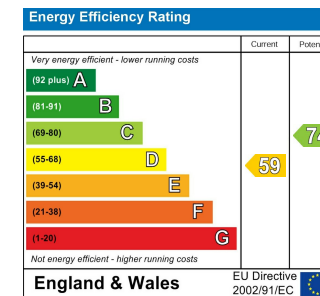 Energy Efficiency Rating
Current
Very energy efficient - lower running costs
(92 plus) A
(81-91) B
(69-80) C
(55-68) D
59
(39-54) E
(21-38) F
(1-20) G
Not energy efficient - higher running costs
England & Wales
EU Directive
2002/91/EC